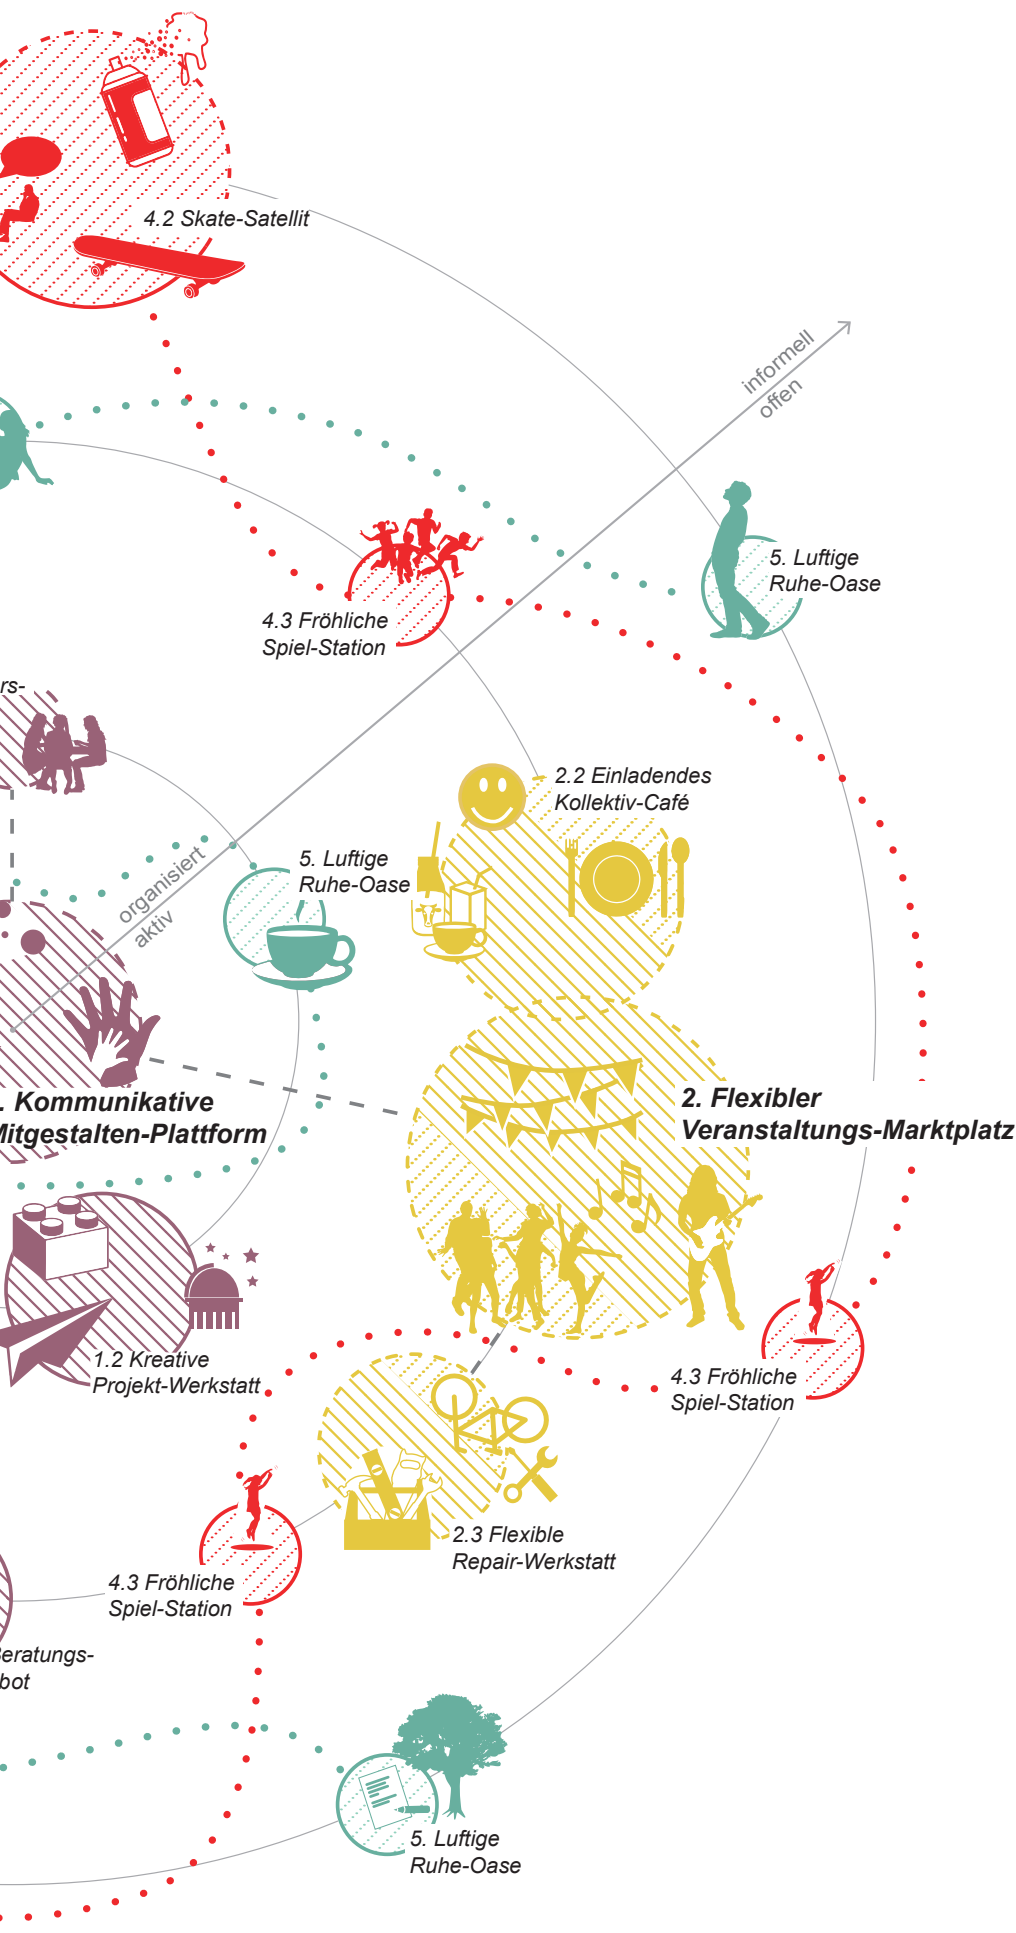 4.2 Skate-Satellit
informell
offen
5. Luftige
Ruhe-Oase
4.3 Fröhliche
Spiel-Station
rs-
2.2 Einladendes
Kollektiv-Café
5. Luftige
Ruhe-Oase
organisiert
aktiv
. Kommunikative
Mitgestalten-Plattform
2. Flexibler
Veranstaltungs-Marktplatz
1.2 Kreative
Projekt-Werkstatt
4.3 Fröhliche
Spiel-Station
2.3 Flexible
Repair-Werkstatt
4.3 Fröhliche
Spiel-Station
Beratungs-
bot
5. Luftige
Ruhe-Oase